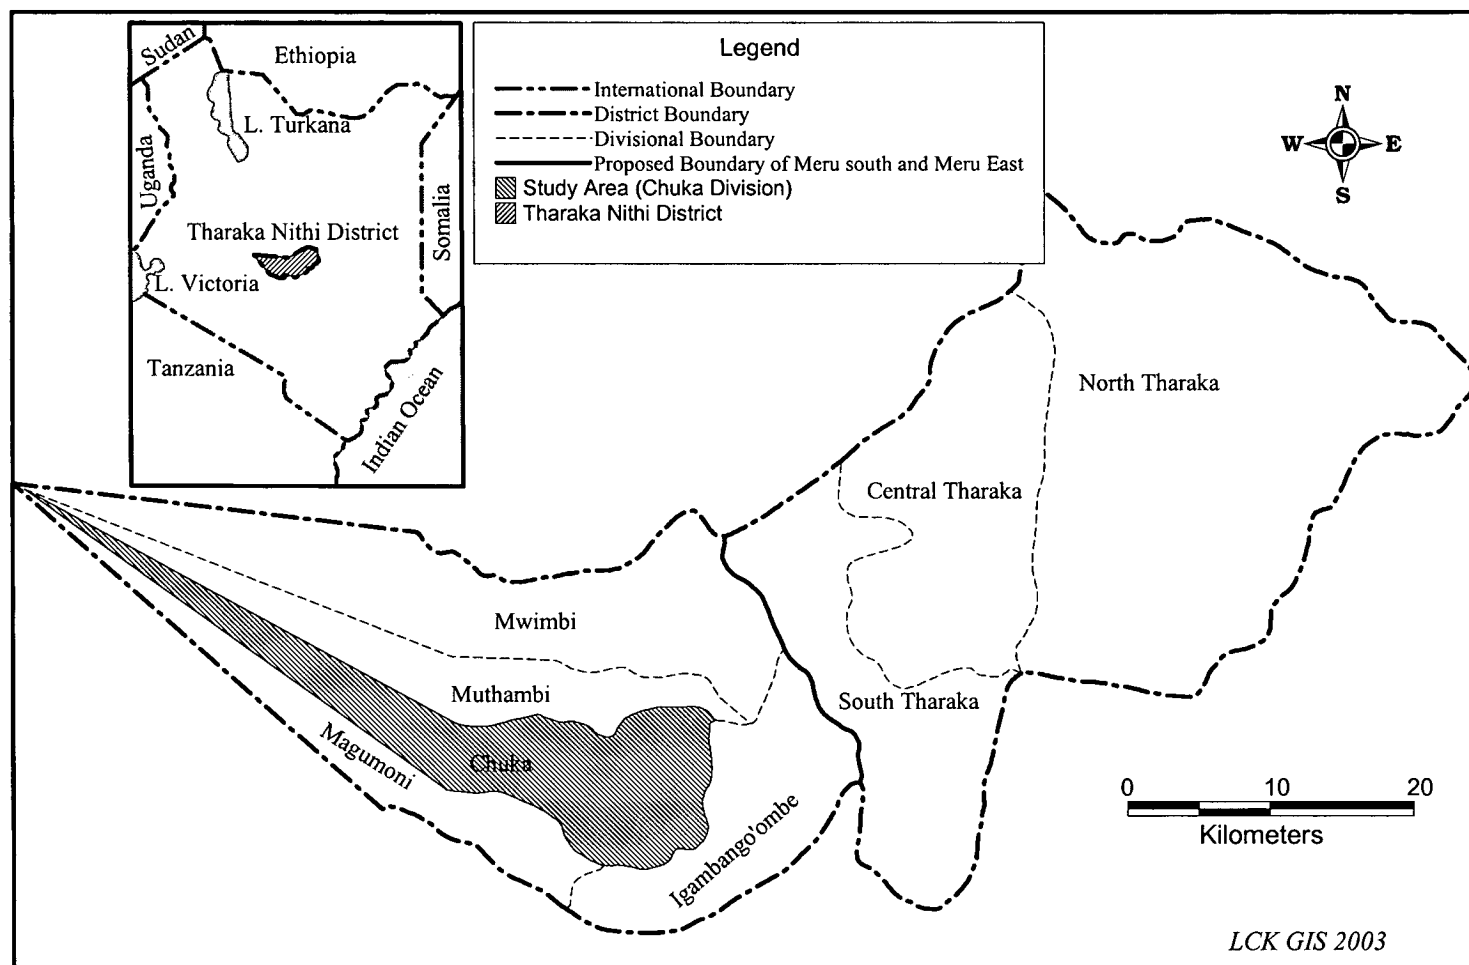 Sudan
Ethiopia
L. Turkana
Uganda
Somalia
Tharaka Nithi District
L. Victoria
Tanzania
Indian Ocean
Legend
International Boundary
District Boundary
Divisional Boundary
Proposed Boundary of Meru south and Meru East
Study Area (Chuka Division)
Tharaka Nithi District
N
W E
S
North Tharaka
Central Tharaka
Mwimbi
Muthambi
South Tharaka
Magumoni
Chuka
Igambango'ombe
0 10 20
Kilometers
LCK GIS 2003